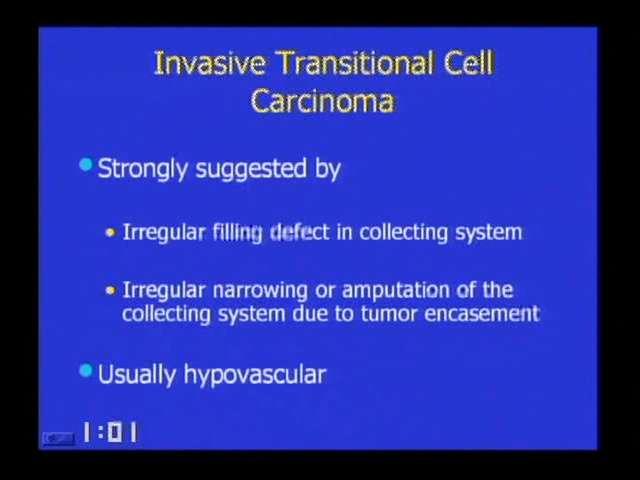 Invasive Transitional Cell
Carcinoma
Strongly suggested by
Irregular filling defect in collecting system
Irregular narrowing or amputation of the
collecting system due to tumor encasement
Usually hypovascular
1:01